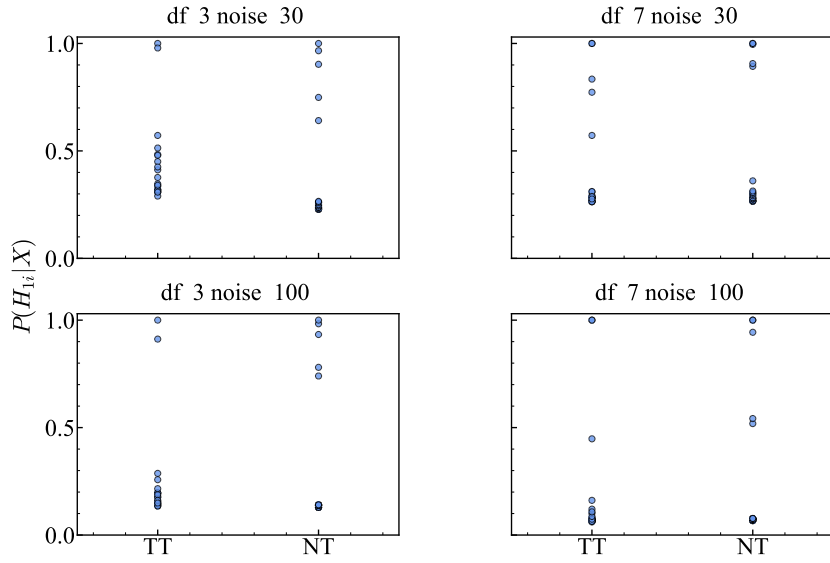 df 3 noise 30
df 7 noise 30
1.0
0.5
0.0
P(H₁ᵢ|X)
df 3 noise 100
df 7 noise 100
1.0
0.5
0.0
TT
NT
TT
NT